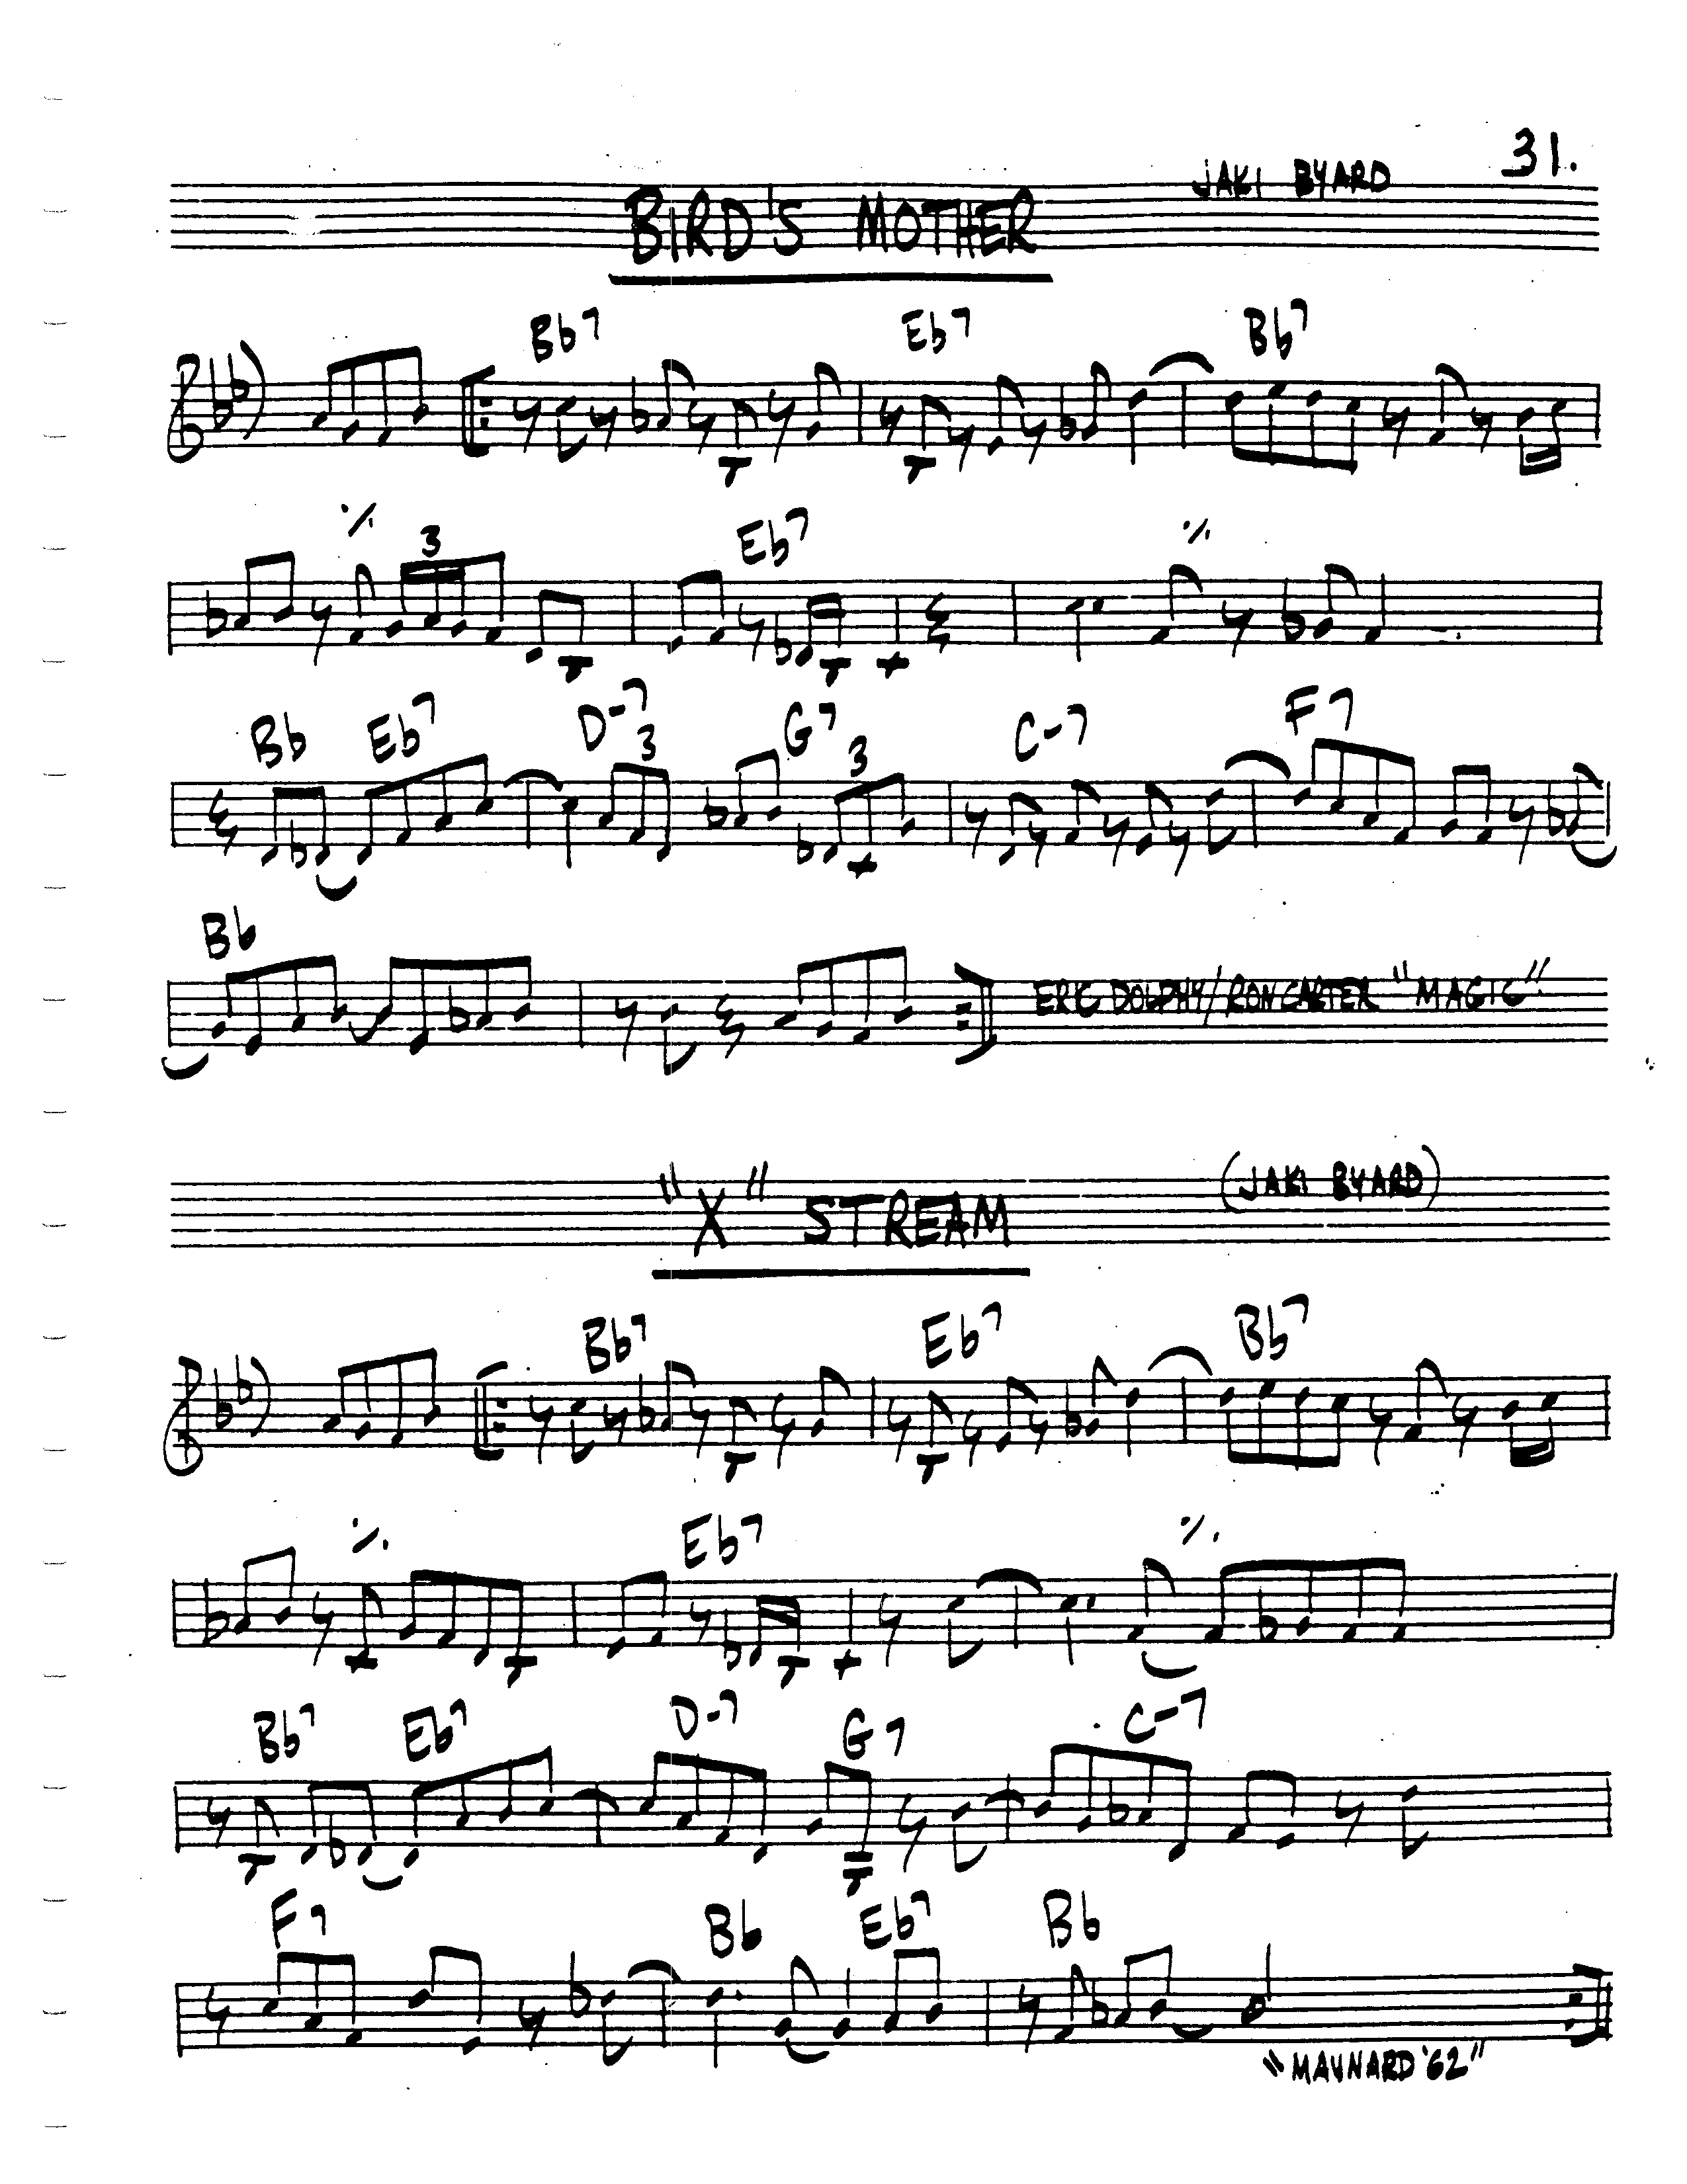 31.
JAKI BYARD
BIRD'S MOTHER
Bb7 Eb7 Bb7
٪ 3 Eb7 ٪
Bb Eb7 D-7 3 G7 3 C-7 F7
Bb
ERIC DOLPHY/RON CARTER "MAGIC"
"X" STREAM
(JAKI BYARD)
Bb7 Eb7 Bb7
٪ Eb7 ٪
Bb7 Eb7 D-7 G7 C-7
F7 Bb Eb7 Bb
"MAYNARD '62"